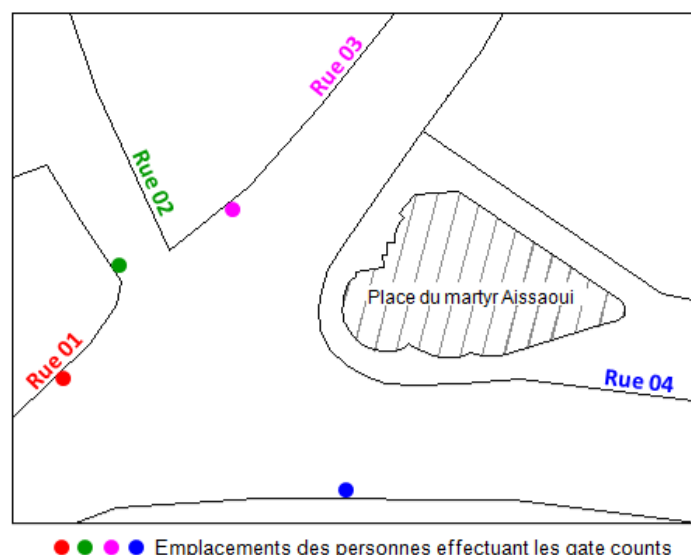 Rue 03
Rue 02
Place du martyr Aissaoui
Rue 01
Rue 04
Emplacements des personnes effectuant les gate counts